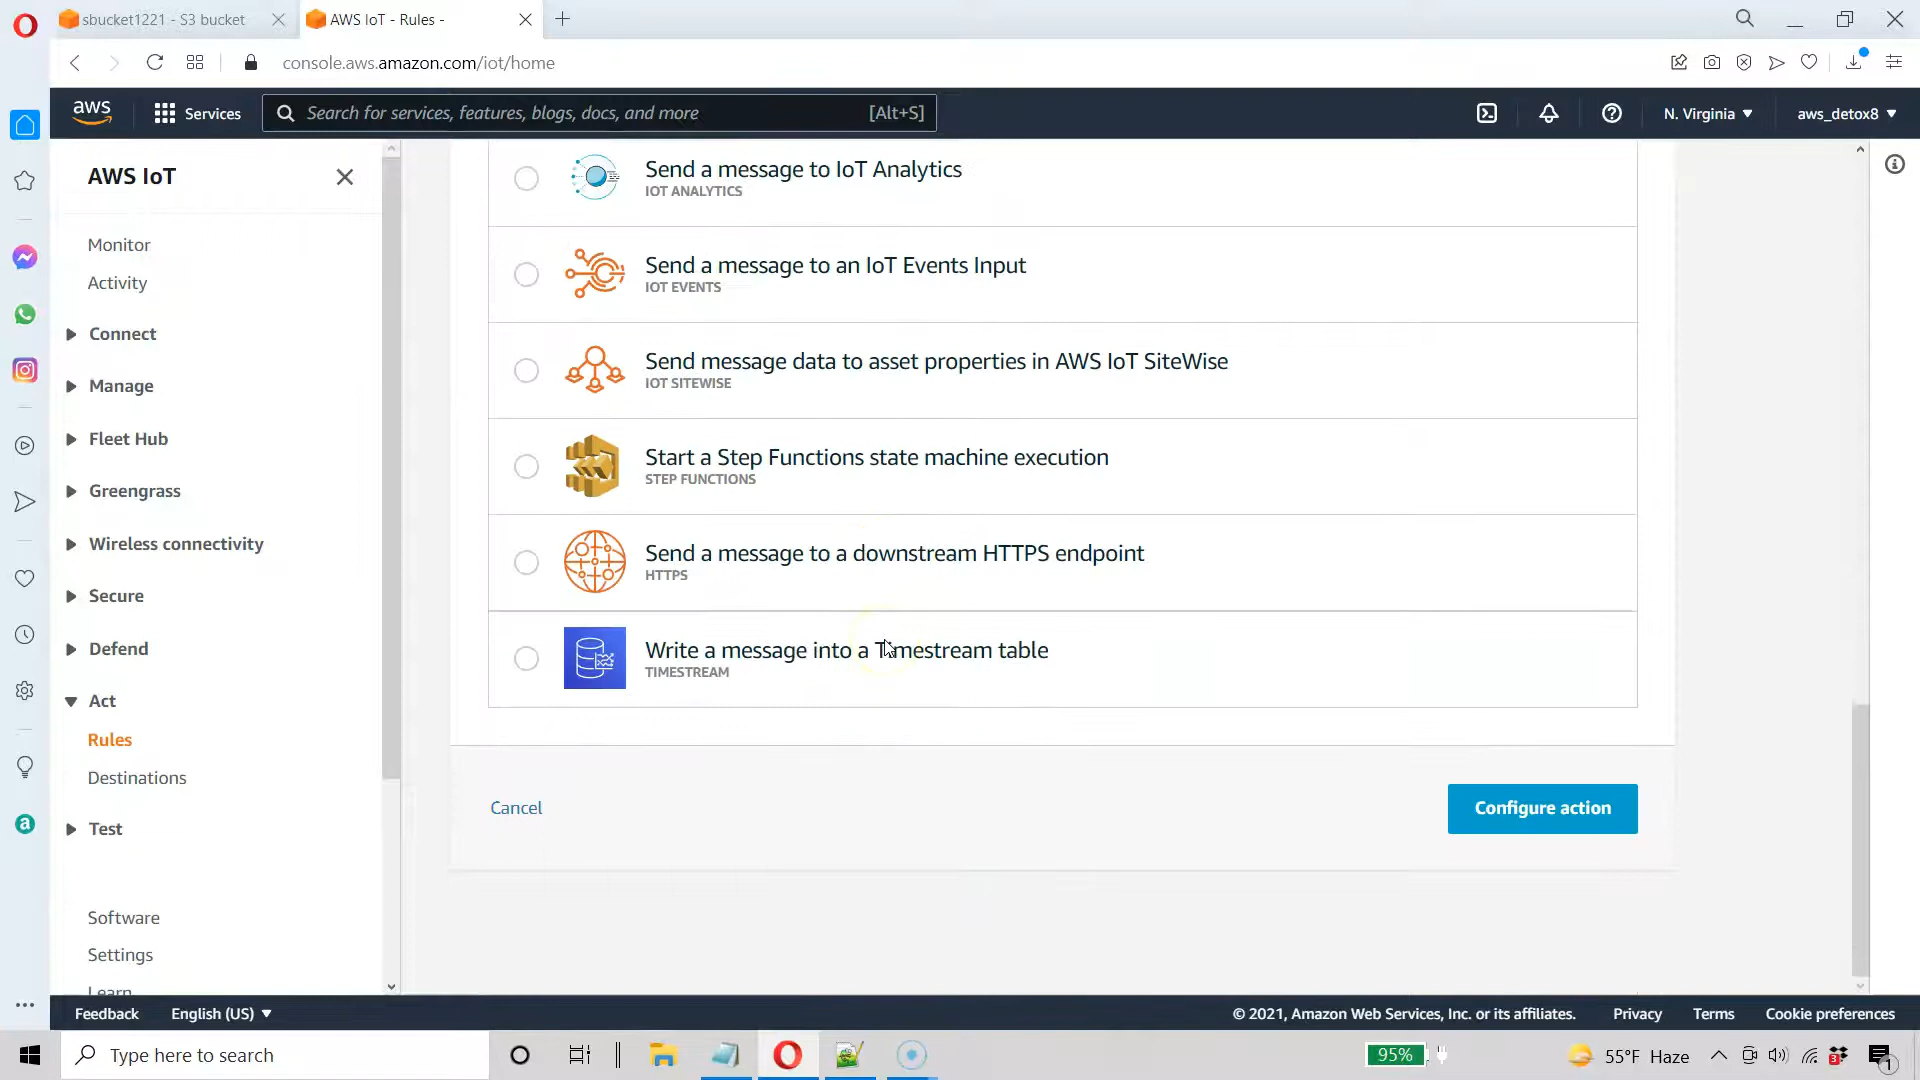 sbucket1221 - S3 bucket
AWS IoT - Rules -
console.aws.amazon.com/iot/home
aws
Services
Search for services, features, blogs, docs, and more
[Alt+S]
N. Virginia
aws_detox8
AWS IoT
Monitor
Activity
Connect
Manage
Fleet Hub
Greengrass
Wireless connectivity
Secure
Defend
Act
Rules
Destinations
Test
Software
Settings
Learn
Send a message to IoT Analytics
IOT ANALYTICS
Send a message to an IoT Events Input
IOT EVENTS
Send message data to asset properties in AWS IoT SiteWise
IOT SITEWISE
Start a Step Functions state machine execution
STEP FUNCTIONS
Send a message to a downstream HTTPS endpoint
HTTPS
Write a message into a Timestream table
TIMESTREAM
Cancel
Configure action
Feedback
English (US)
© 2021, Amazon Web Services, Inc. or its affiliates.
Privacy
Terms
Cookie preferences
Type here to search
95%
55°F Haze
3
1
a